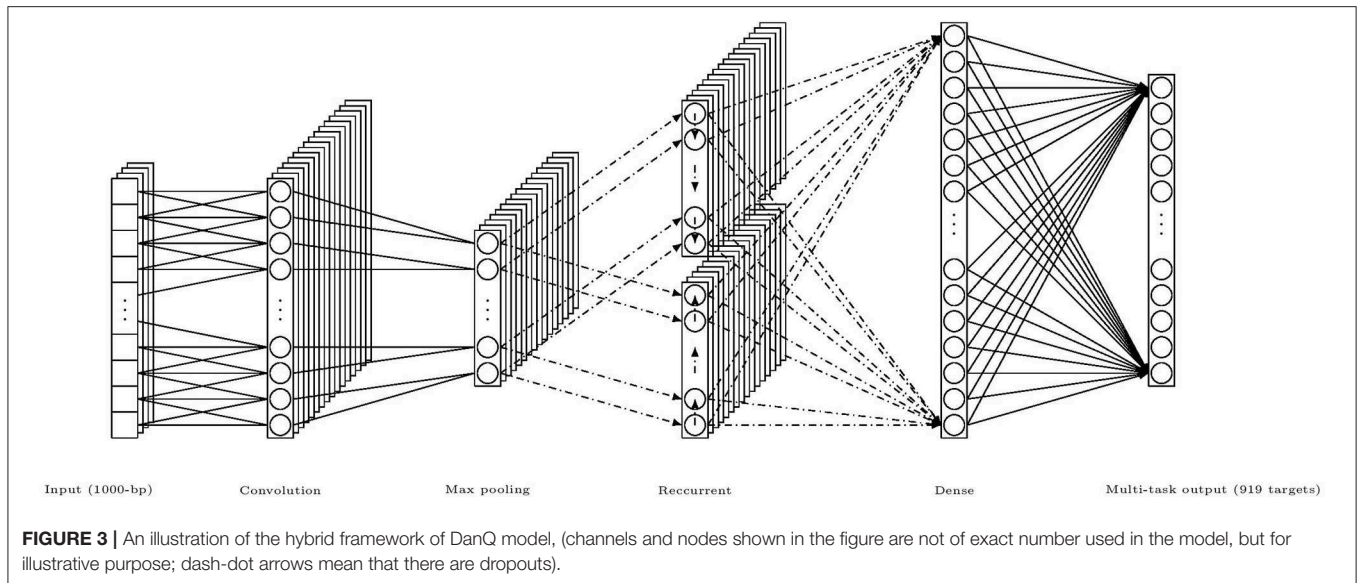 Input (1000-bp) Convolution Max pooling Reccurrent Dense Multi-task output (919 targets)
FIGURE 3 | An illustration of the hybrid framework of DanQ model, (channels and nodes shown in the figure are not of exact number used in the model, but for
illustrative purpose; dash-dot arrows mean that there are dropouts).